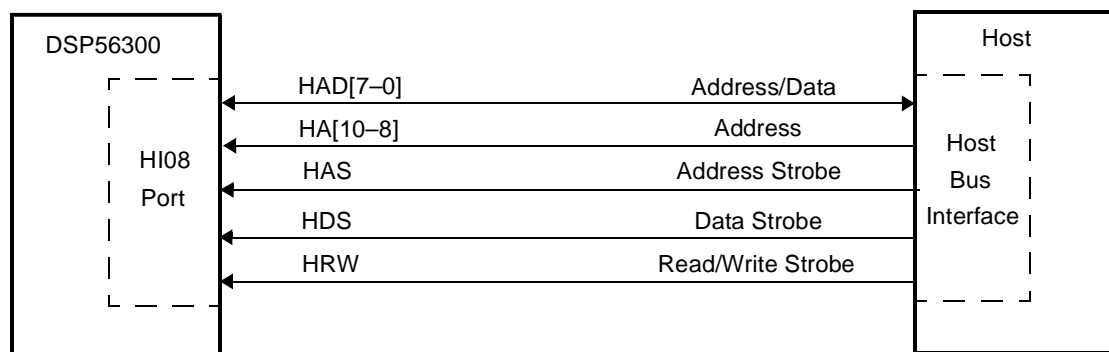 DSP56300
Host
HAD[7–0] Address/Data
HA[10–8] Address
HAS Address Strobe
HDS Data Strobe
HRW Read/Write Strobe
HI08
Port
Host
Bus
Interface